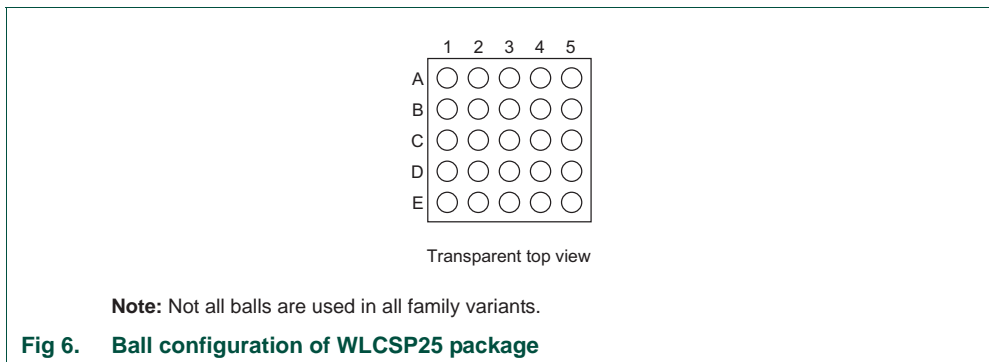 1 2 3 4 5
A
B
C
D
E
Transparent top view
Note: Not all balls are used in all family variants.
Fig 6. Ball configuration of WLCSP25 package